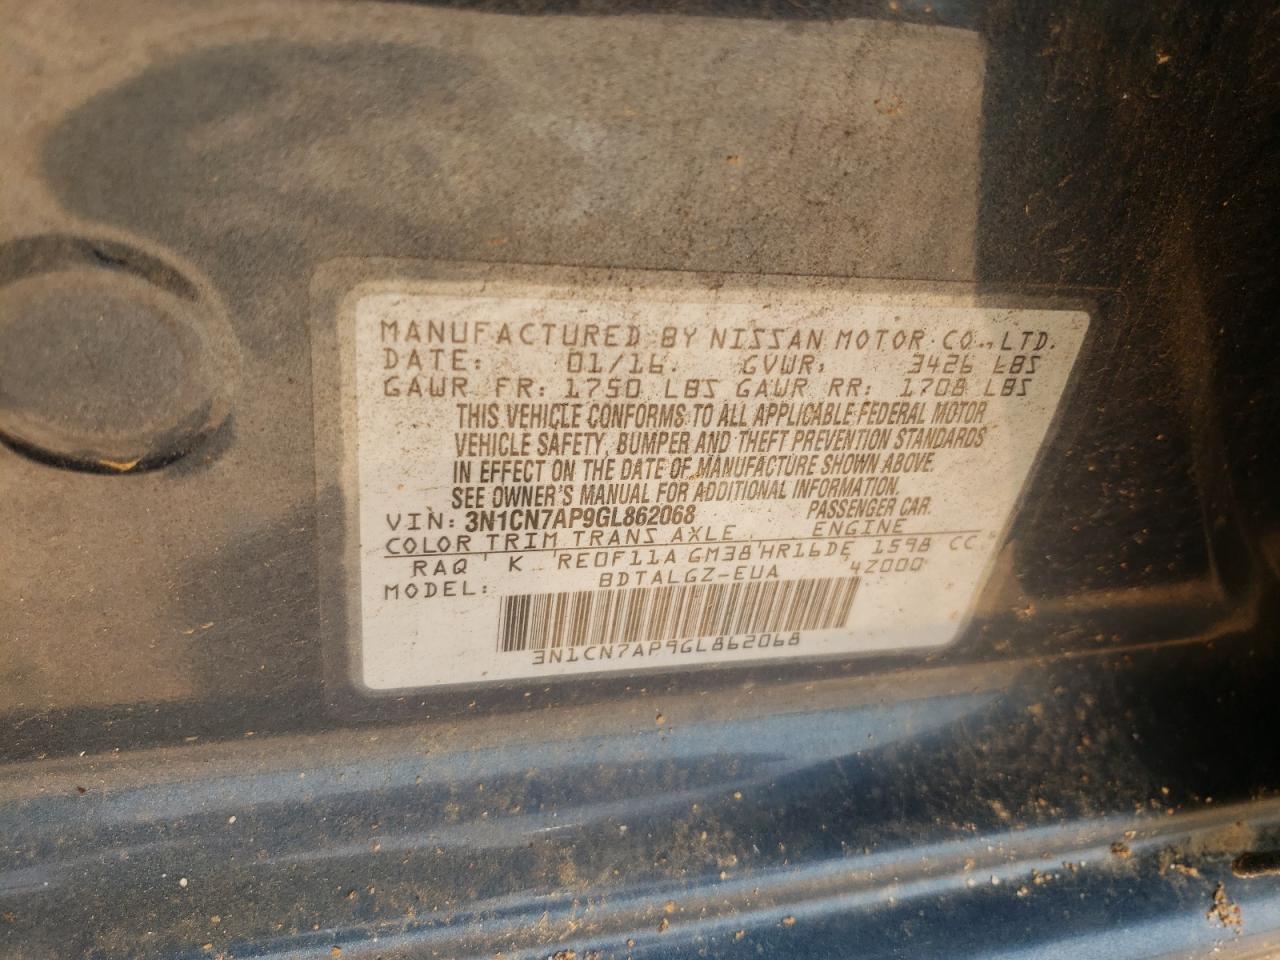 MANUFACTURED BY NISSAN MOTOR CO., LTD.
DATE: 01/16 GVWR: 3426 LBS
GAWR FR: 1750 LBS GAWR RR: 1708 LBS
THIS VEHICLE CONFORMS TO ALL APPLICABLE FEDERAL MOTOR
VEHICLE SAFETY, BUMPER AND THEFT PREVENTION STANDARDS
IN EFFECT ON THE DATE OF MANUFACTURE SHOWN ABOVE.
SEE OWNER'S MANUAL FOR ADDITIONAL INFORMATION.
VIN: 3N1CN7AP9GL862068 PASSENGER CAR.
COLOR TRIM TRANS AXLE ENGINE
RAQ K RE0F11A GM38 HR16DE 1598 CC
MODEL: BDTALGZ-EUA 4Z000
3N1CN7AP9GL862068